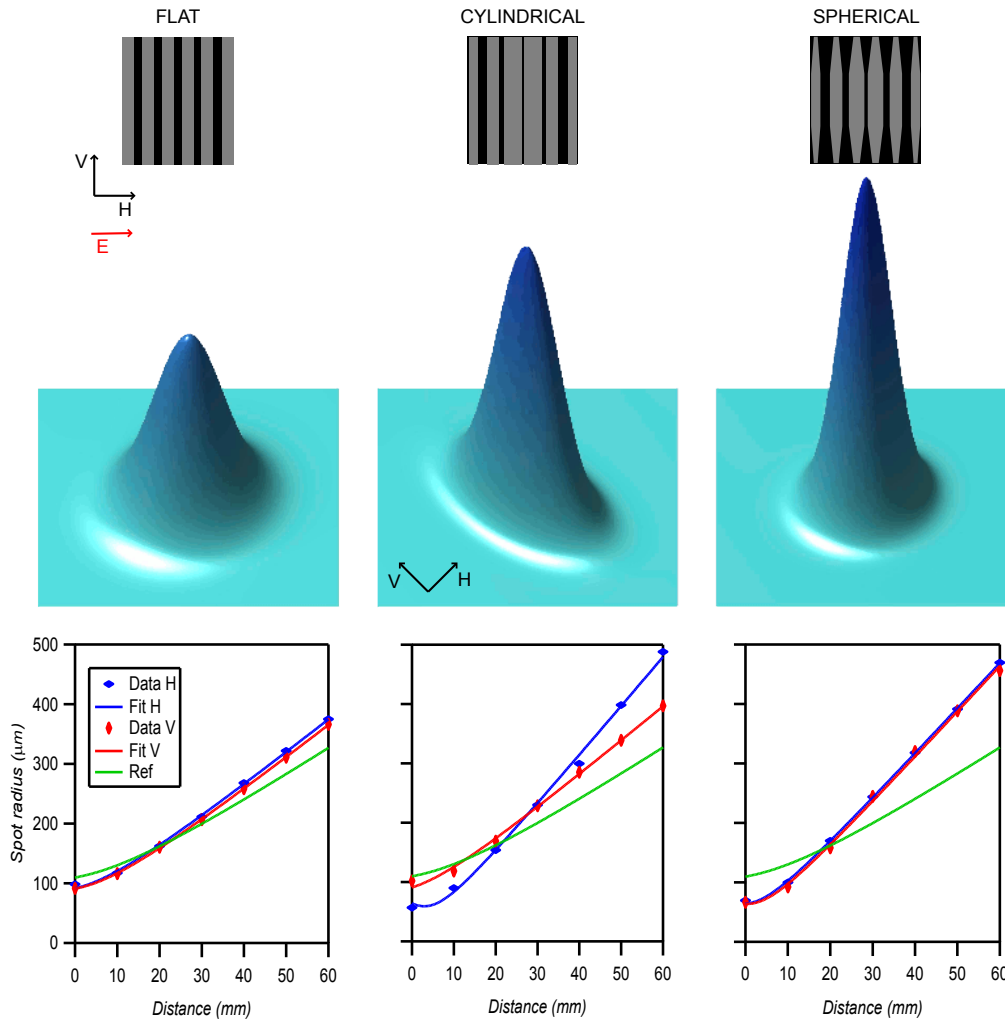 FLAT
CYLINDRICAL
SPHERICAL
V
H
E
V
H
500
400
300
200
100
0
Spot radius (μm)
Data H
Fit H
Data V
Fit V
Ref
0 10 20 30 40 50 60
0 10 20 30 40 50 60
0 10 20 30 40 50 60
Distance (mm)
Distance (mm)
Distance (mm)